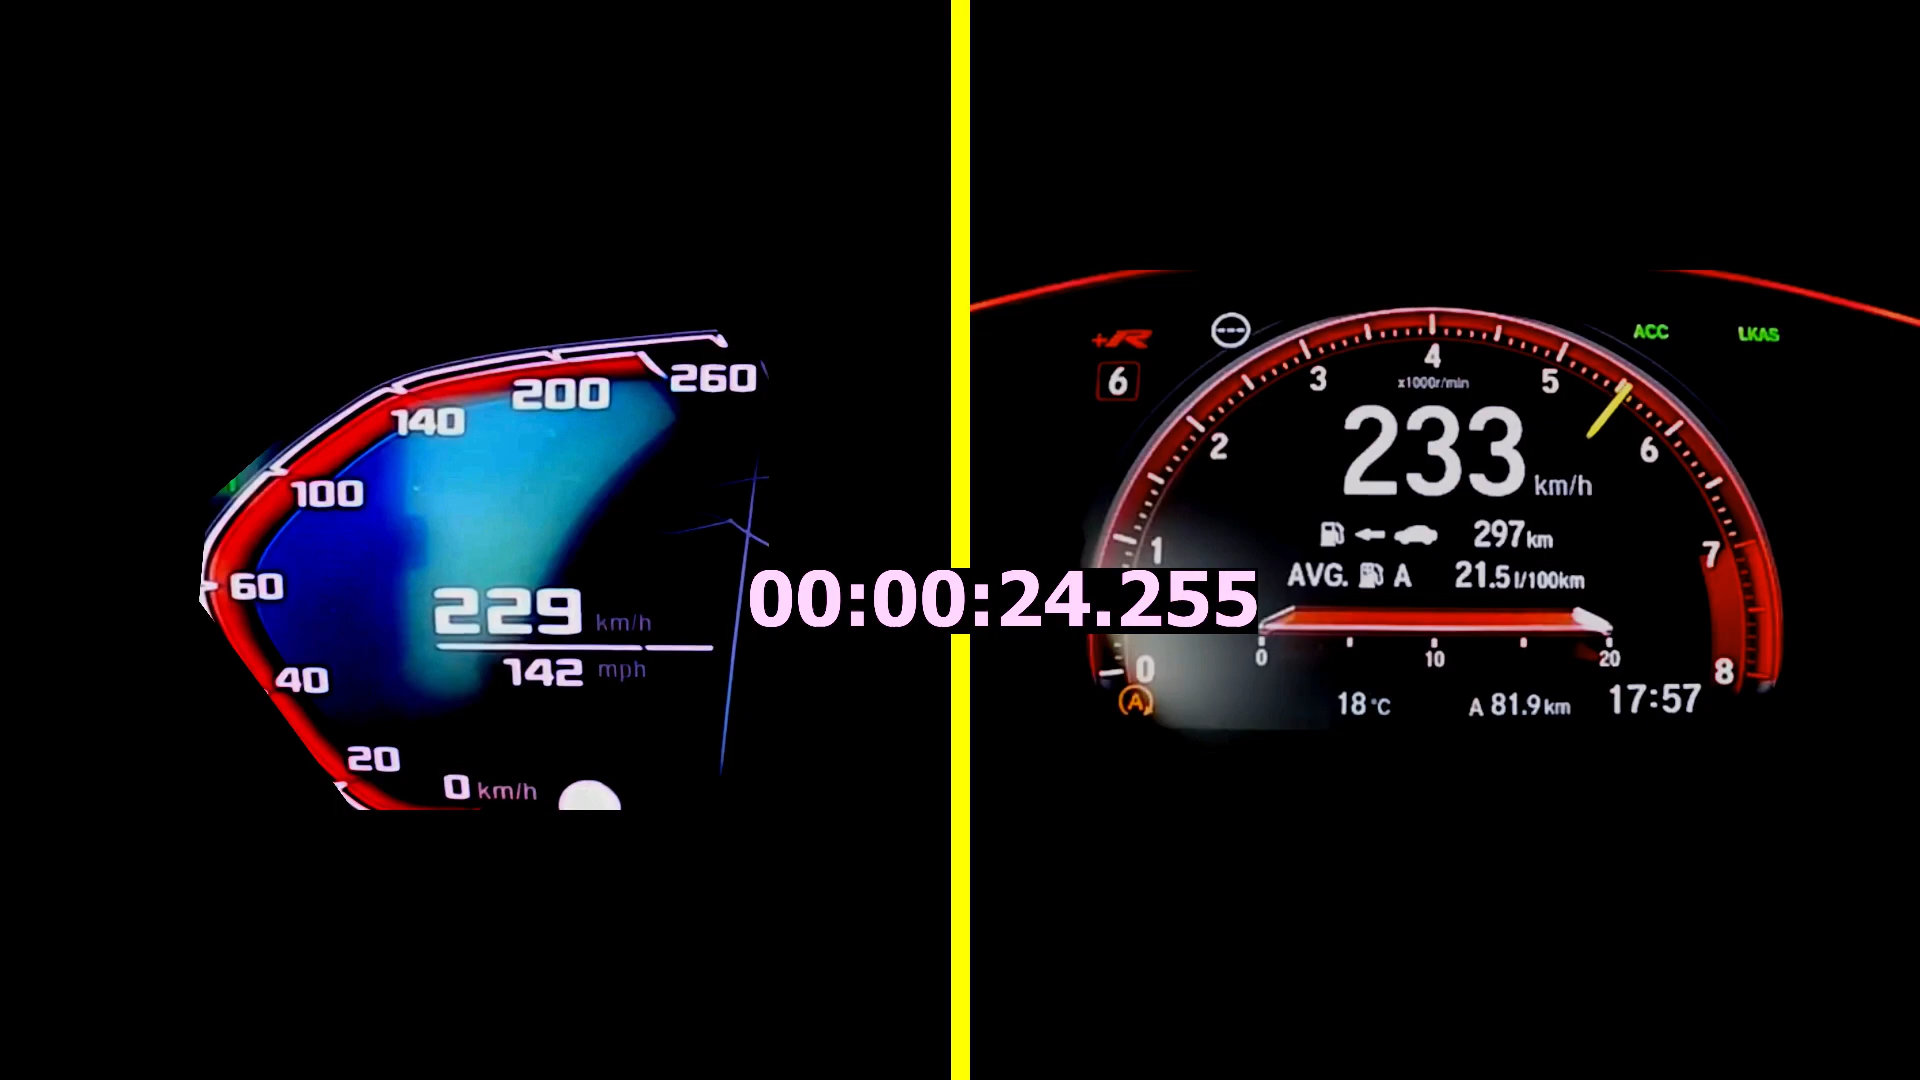 260
200
140
100
60
40
20
229 km/h
142 mph
0 km/h
00:00:24.255
+R
6
ACC
LKAS
0
1
2
3
4
5
6
7
8
x1000r/min
233 km/h
297 km
AVG. A 21.5 l/100km
0 10 20
A
18 °C
A 81.9 km
17:57